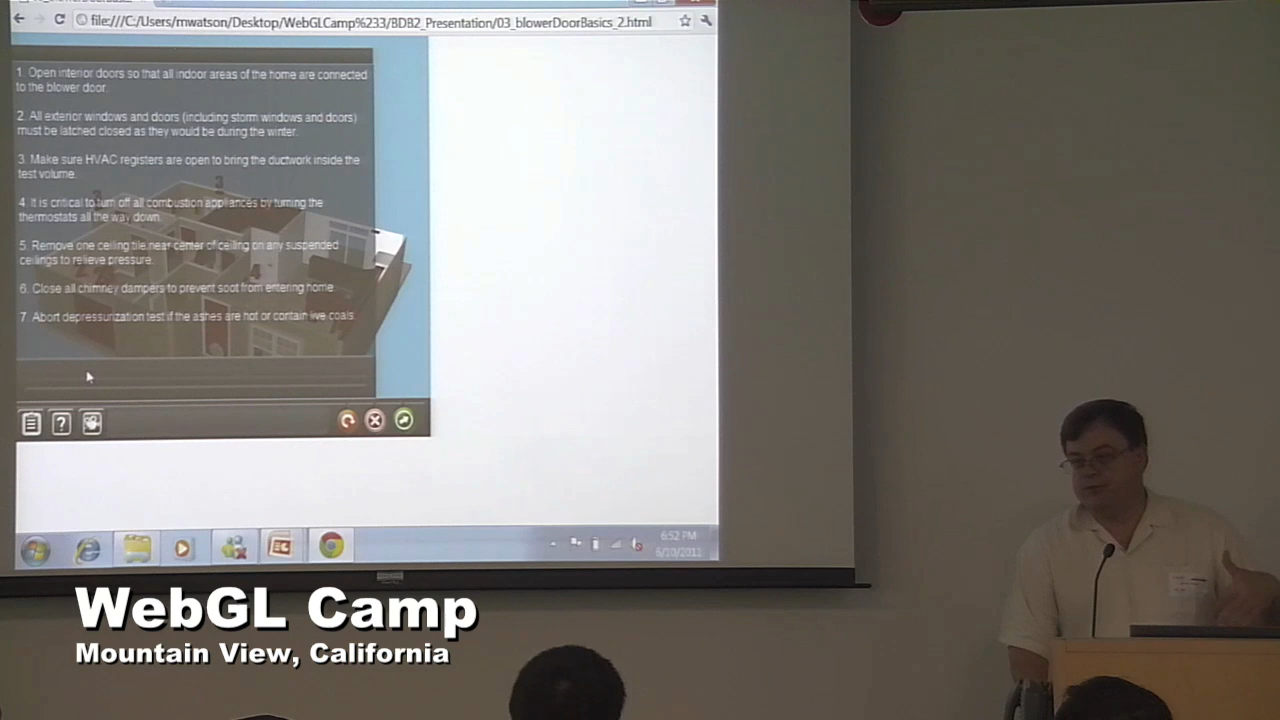 file:///C:/Users/mwatson/Desktop/WebGLCamp%233/BDB2_Presentation/03_blowerDoorBasics_2.html
1. Open interior doors so that all indoor areas of the home are connected
to the blower door.
2. All exterior windows and doors (including storm windows and doors)
must be latched closed as they would be during the winter.
3. Make sure HVAC registers are open to bring the ductwork inside the
test volume.
4. It is critical to turn off all combustion appliances by turning the
thermostats all the way down.
5. Remove one ceiling tile near center of ceiling on any suspended
ceilings to relieve pressure.
6. Close all chimney dampers to prevent soot from entering home
7. Abort depressurization test if the ashes are hot or contain live coals.
3
3
4
?
6:52 PM
6/10/2011
WebGL Camp
Mountain View, California